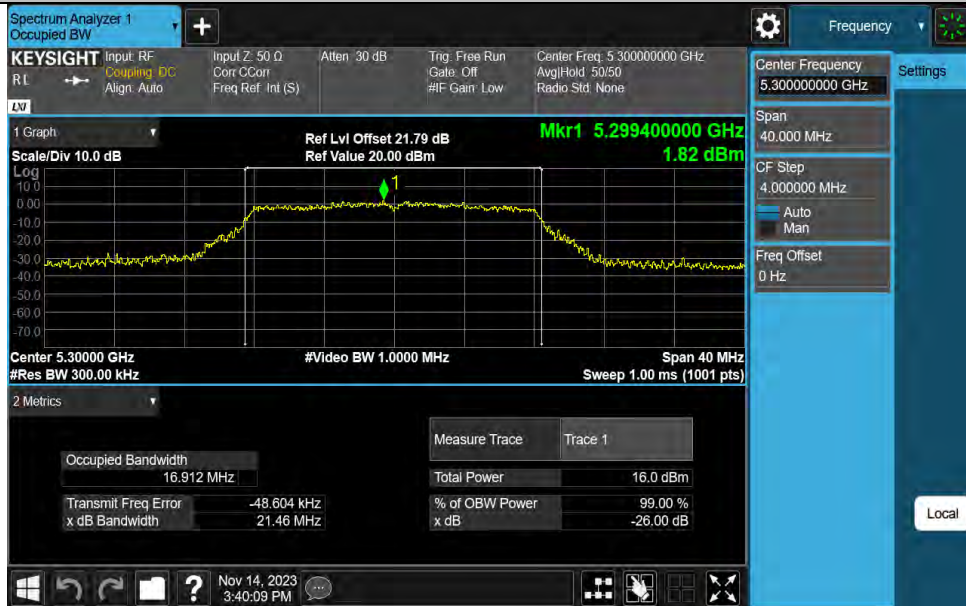 Spectrum Analyzer 1
Occupied BW
+
Frequency
KEYSIGHT Input: RF Input Z: 50 Ω Atten: 30 dB Trig: Free Run Center Freq: 5.300000000 GHz
RL Coupling: DC Corr CCorr Gate: Off Avg|Hold: 50/50
Align: Auto Freq Ref: Int (S) #IF Gain: Low Radio Std: None
LXI
Center Frequency
5.300000000 GHz
Settings
Span
40.000 MHz
CF Step
4.000000 MHz
Auto
Man
Freq Offset
0 Hz
Local
1 Graph
Ref Lvl Offset 21.79 dB
Mkr1 5.299400000 GHz
Scale/Div 10.0 dB
Ref Value 20.00 dBm
1.82 dBm
Log
10.0
0.00
-10.0
-20.0
-30.0
-40.0
-50.0
-60.0
-70.0
1
Center 5.30000 GHz #Video BW 1.0000 MHz Span 40 MHz
#Res BW 300.00 kHz Sweep 1.00 ms (1001 pts)
2 Metrics
Measure Trace Trace 1
Occupied Bandwidth
16.912 MHz
Total Power 16.0 dBm
Transmit Freq Error -48.604 kHz % of OBW Power 99.00 %
x dB Bandwidth 21.46 MHz x dB -26.00 dB
?
Nov 14, 2023
3:40:09 PM